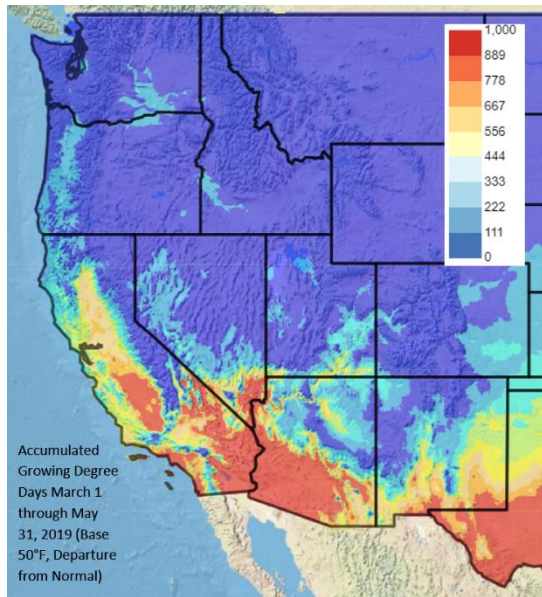 1,000
889
778
667
556
444
333
222
111
0
Accumulated
Growing Degree
Days March 1
through May
31, 2019 (Base
50°F, Departure
from Normal)